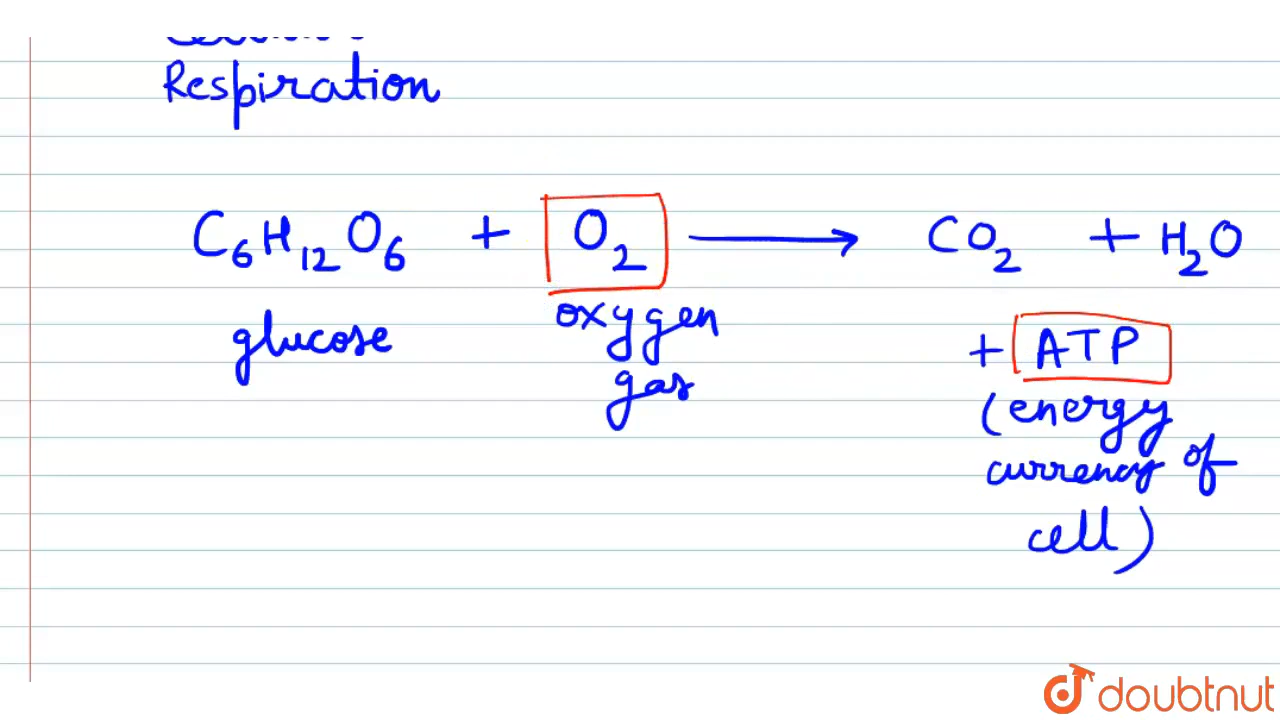 Respiration
C₆H₁₂O₆ + O₂ ⟶ CO₂ + H₂O
glucose oxygen gas
+ ATP
(energy
currency of
cell)
doubtnut